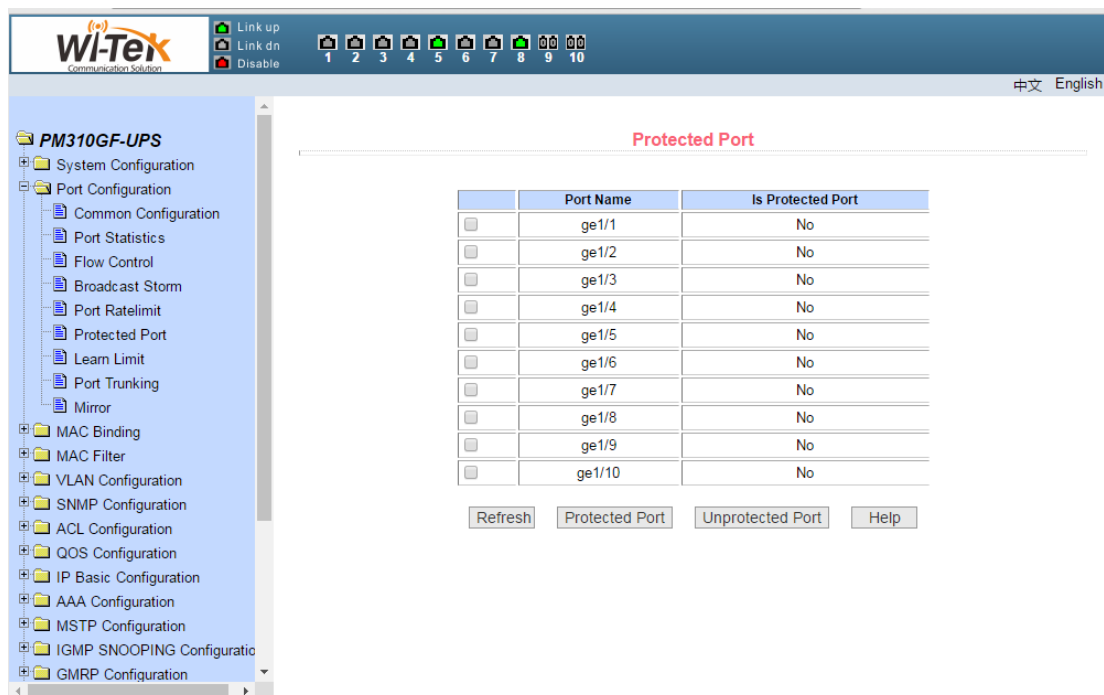 Wi-Tek
Communication Solution
Link up
Link dn
Disable
1 2 3 4 5 6 7 8 9 10
中文 English
PM310GF-UPS
System Configuration
Port Configuration
Common Configuration
Port Statistics
Flow Control
Broadcast Storm
Port Ratelimit
Protected Port
Learn Limit
Port Trunking
Mirror
MAC Binding
MAC Filter
VLAN Configuration
SNMP Configuration
ACL Configuration
QOS Configuration
IP Basic Configuration
AAA Configuration
MSTP Configuration
IGMP SNOOPING Configuratio
GMRP Configuration
Protected Port
Port Name Is Protected Port
ge1/1 No
ge1/2 No
ge1/3 No
ge1/4 No
ge1/5 No
ge1/6 No
ge1/7 No
ge1/8 No
ge1/9 No
ge1/10 No
Refresh Protected Port Unprotected Port Help